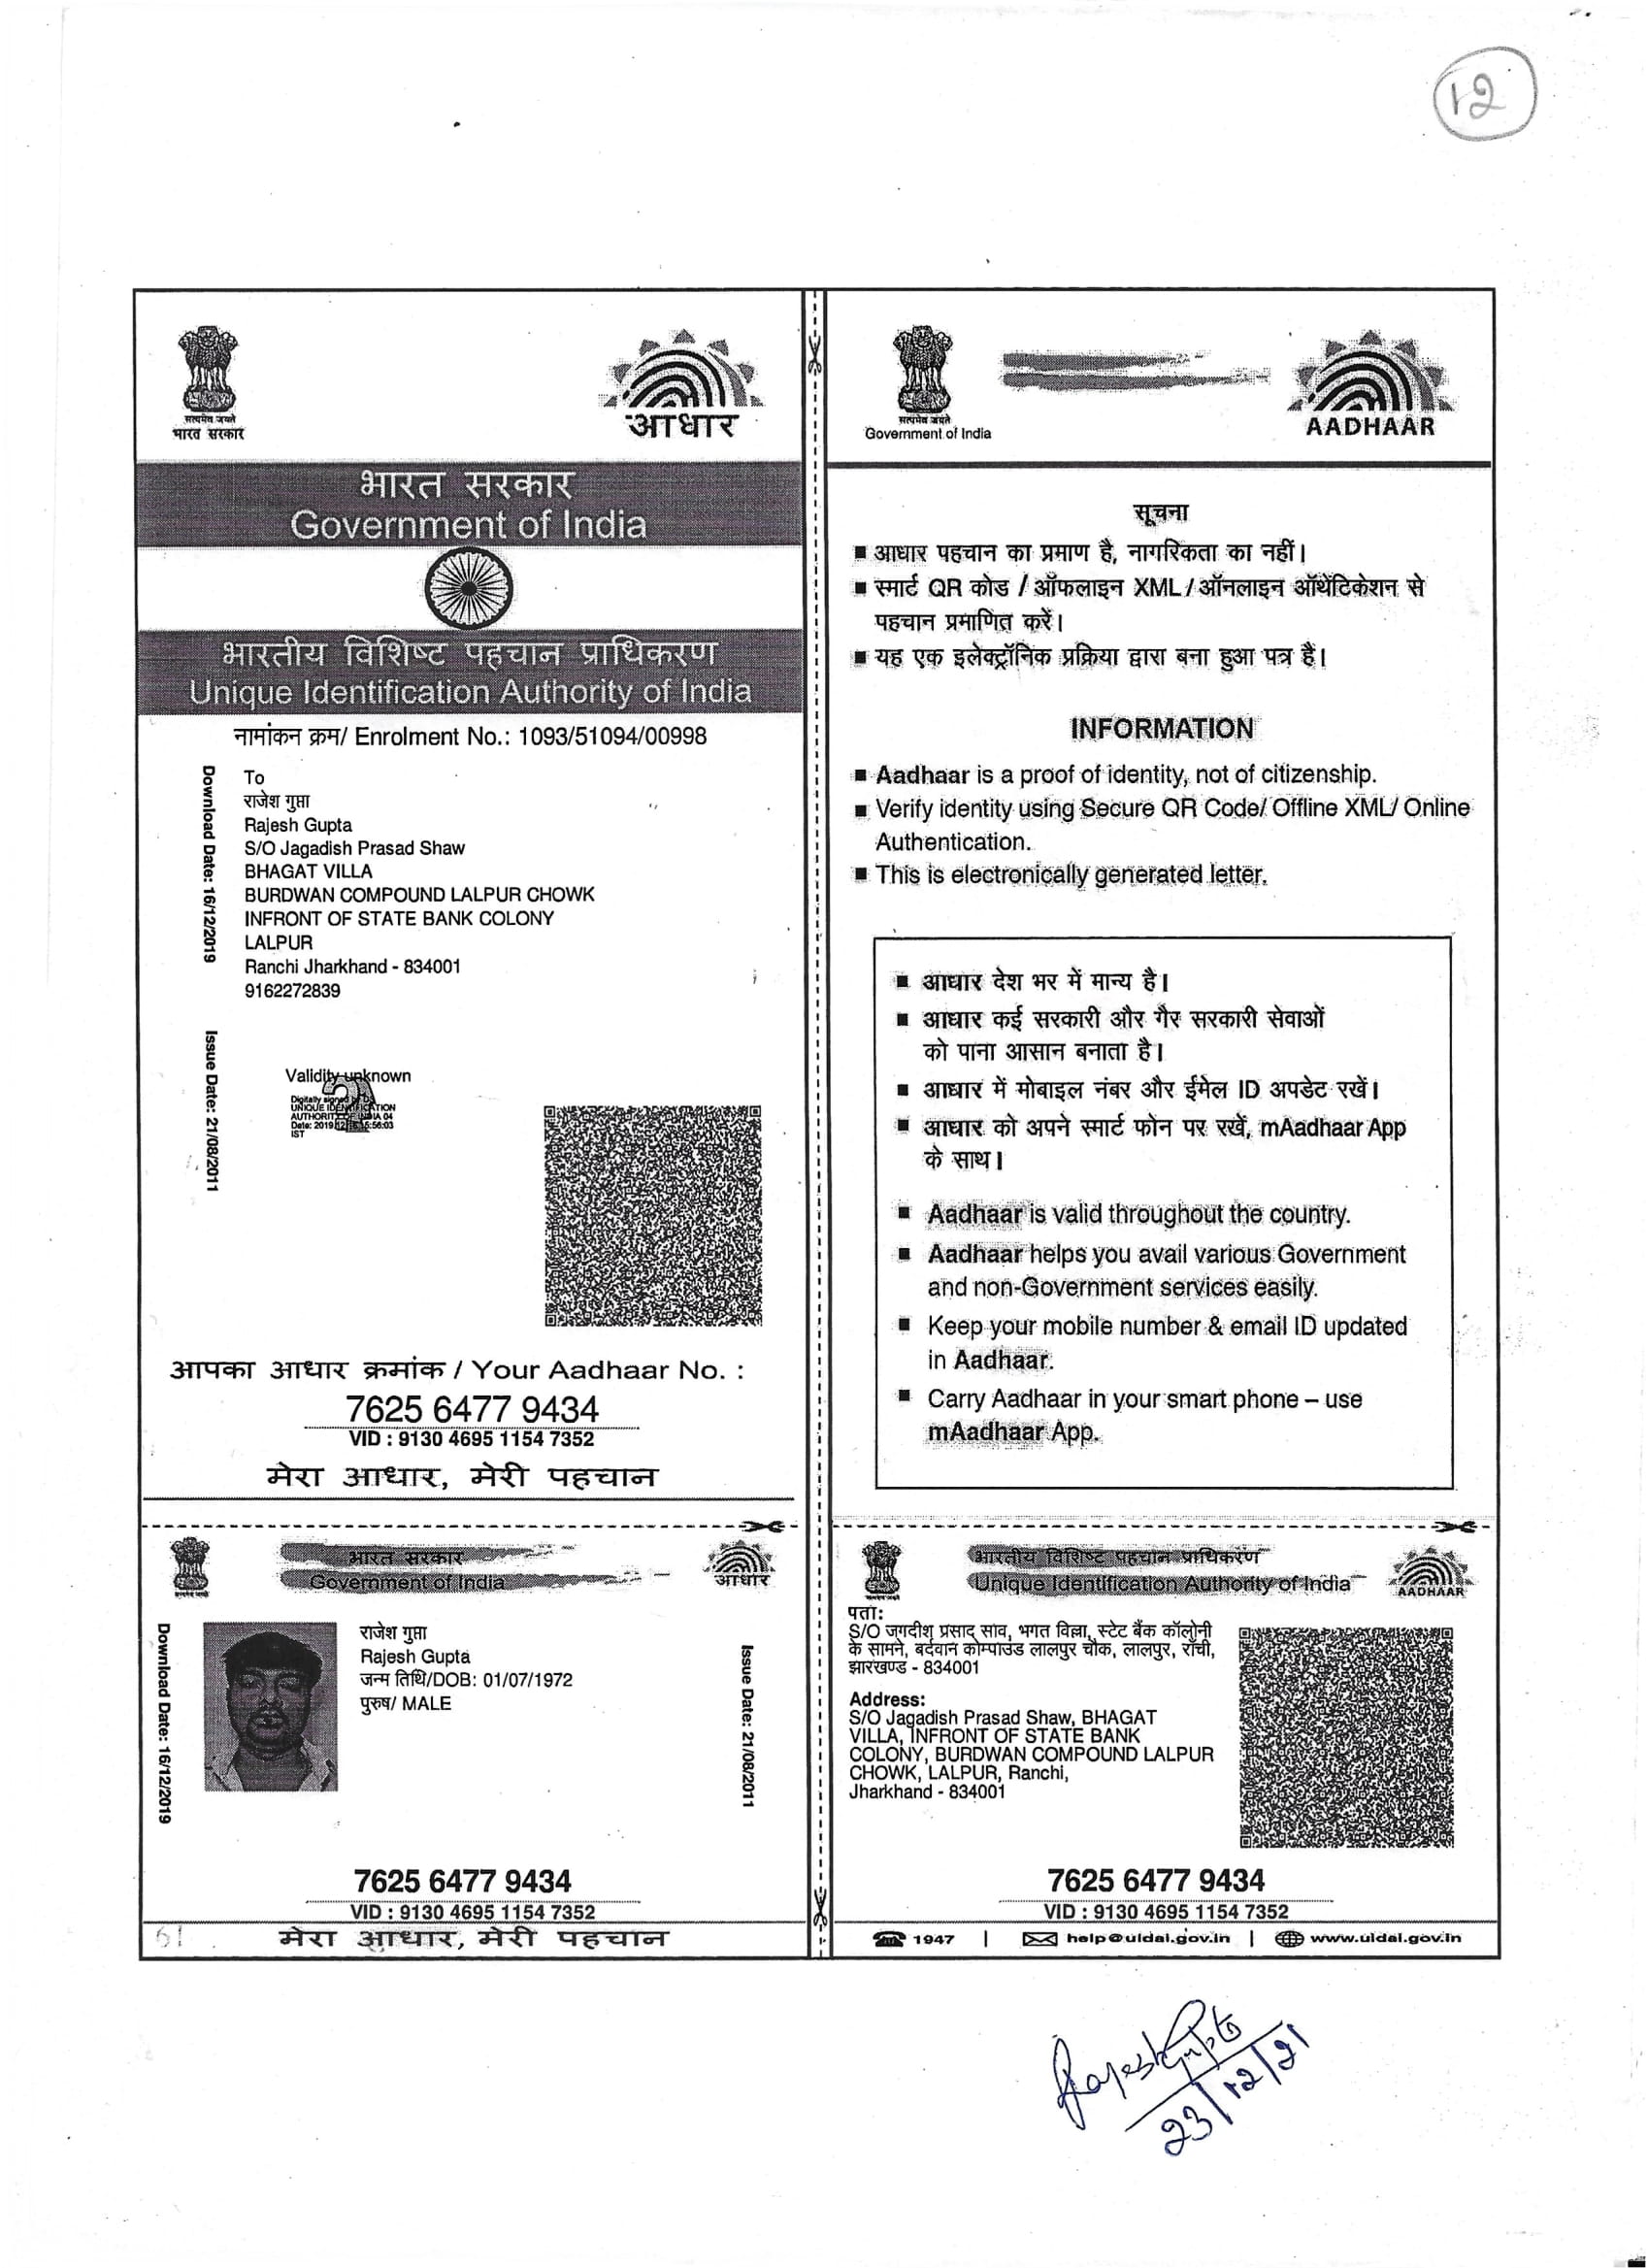 12
सत्यमेव जयते
भारत सरकार
आधार
भारत सरकार
Government of India
भारतीय विशिष्ट पहचान प्राधिकरण
Unique Identification Authority of India
नामांकन क्रम/ Enrolment No.: 1093/51094/00998
Download Date: 16/12/2019
To
राजेश गुप्ता
Rajesh Gupta
S/O Jagadish Prasad Shaw
BHAGAT VILLA
BURDWAN COMPOUND LALPUR CHOWK
INFRONT OF STATE BANK COLONY
LALPUR
Ranchi Jharkhand - 834001
9162272839
Issue Date: 21/08/2011
Validity unknown
Digitally signed by
UNIQUE IDENTIFICATION
AUTHORITY OF INDIA 04
IST
आपका आधार क्रमांक / Your Aadhaar No. :
7625 6477 9434
VID : 9130 4695 1154 7352
मेरा आधार, मेरी पहचान
सत्यमेव जयते
Government of India
AADHAAR
सूचना
■ आधार पहचान का प्रमाण है, नागरिकता का नहीं।
■ स्मार्ट QR कोड / ऑफलाइन XML / ऑनलाइन ऑथेंटिकेशन से
पहचान प्रमाणित करें।
■ यह एक इलेक्ट्रॉनिक प्रक्रिया द्वारा बना हुआ पत्र है।
INFORMATION
■ Aadhaar is a proof of identity, not of citizenship.
■ Verify identity using Secure QR Code/ Offline XML/ Online
Authentication.
■ This is electronically generated letter.
■ आधार देश भर में मान्य है।
■ आधार कई सरकारी और गैर सरकारी सेवाओं
को पाना आसान बनाता है।
■ आधार में मोबाइल नंबर और ईमेल ID अपडेट रखें।
■ आधार को अपने स्मार्ट फोन पर रखें, mAadhaar App
के साथ।
■ Aadhaar is valid throughout the country.
■ Aadhaar helps you avail various Government
and non-Government services easily.
■ Keep your mobile number & email ID updated
in Aadhaar.
■ Carry Aadhaar in your smart phone – use
mAadhaar App.
भारत सरकार
Government of India
आधार
Download Date: 16/12/2019
राजेश गुप्ता
Rajesh Gupta
जन्म तिथि/DOB: 01/07/1972
पुरुष/ MALE
Issue Date: 21/08/2011
7625 6477 9434
VID : 9130 4695 1154 7352
61
मेरा आधार, मेरी पहचान
भारतीय विशिष्ट पहचान प्राधिकरण
Unique Identification Authority of India
AADHAAR
पता:
S/O जगदीश प्रसाद साव, भगत विल्ला, स्टेट बैंक कॉलोनी
के सामने, बर्दवान कोम्पाउंड लालपुर चौक, लालपुर, राँची,
झारखण्ड - 834001
Address:
S/O Jagadish Prasad Shaw, BHAGAT
VILLA, INFRONT OF STATE BANK
COLONY, BURDWAN COMPOUND LALPUR
CHOWK, LALPUR, Ranchi,
Jharkhand - 834001
7625 6477 9434
VID : 9130 4695 1154 7352
1947 | help@uidai.gov.in | www.uidai.gov.in
Rajesh Gupta
23/12/21